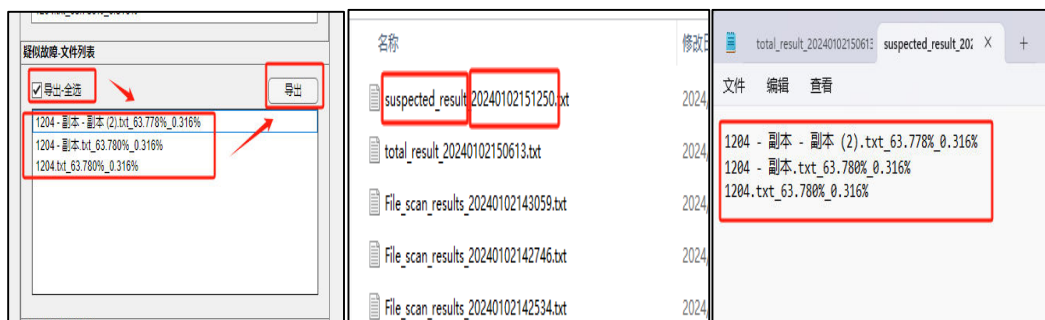 疑似故障-文件列表
导出-全选
导出
1204 - 副本 - 副本 (2).txt_63.778%_0.316%
1204 - 副本.txt_63.780%_0.316%
1204.txt_63.780%_0.316%
名称
suspected_result_20240102151250.txt
2024,
total_result_20240102150613.txt
2024,
File_scan_results_20240102143059.txt
2024,
File_scan_results_20240102142746.txt
2024,
File_scan_results_20240102142534.txt
2024,
total_result_20240102150613
suspected_result_202
文件 编辑 查看
1204 - 副本 - 副本 (2).txt_63.778%_0.316%
1204 - 副本.txt_63.780%_0.316%
1204.txt_63.780%_0.316%